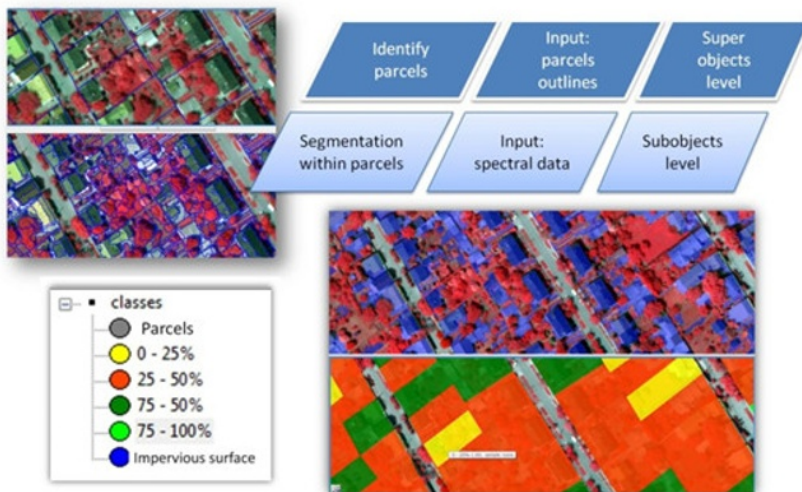 Identify
parcels
Input:
parcels
outlines
Super
objects
level
Segmentation
within parcels
Input:
spectral data
Subobjects
level
classes
Parcels
0 - 25%
25 - 50%
75 - 50%
75 - 100%
Impervious surface